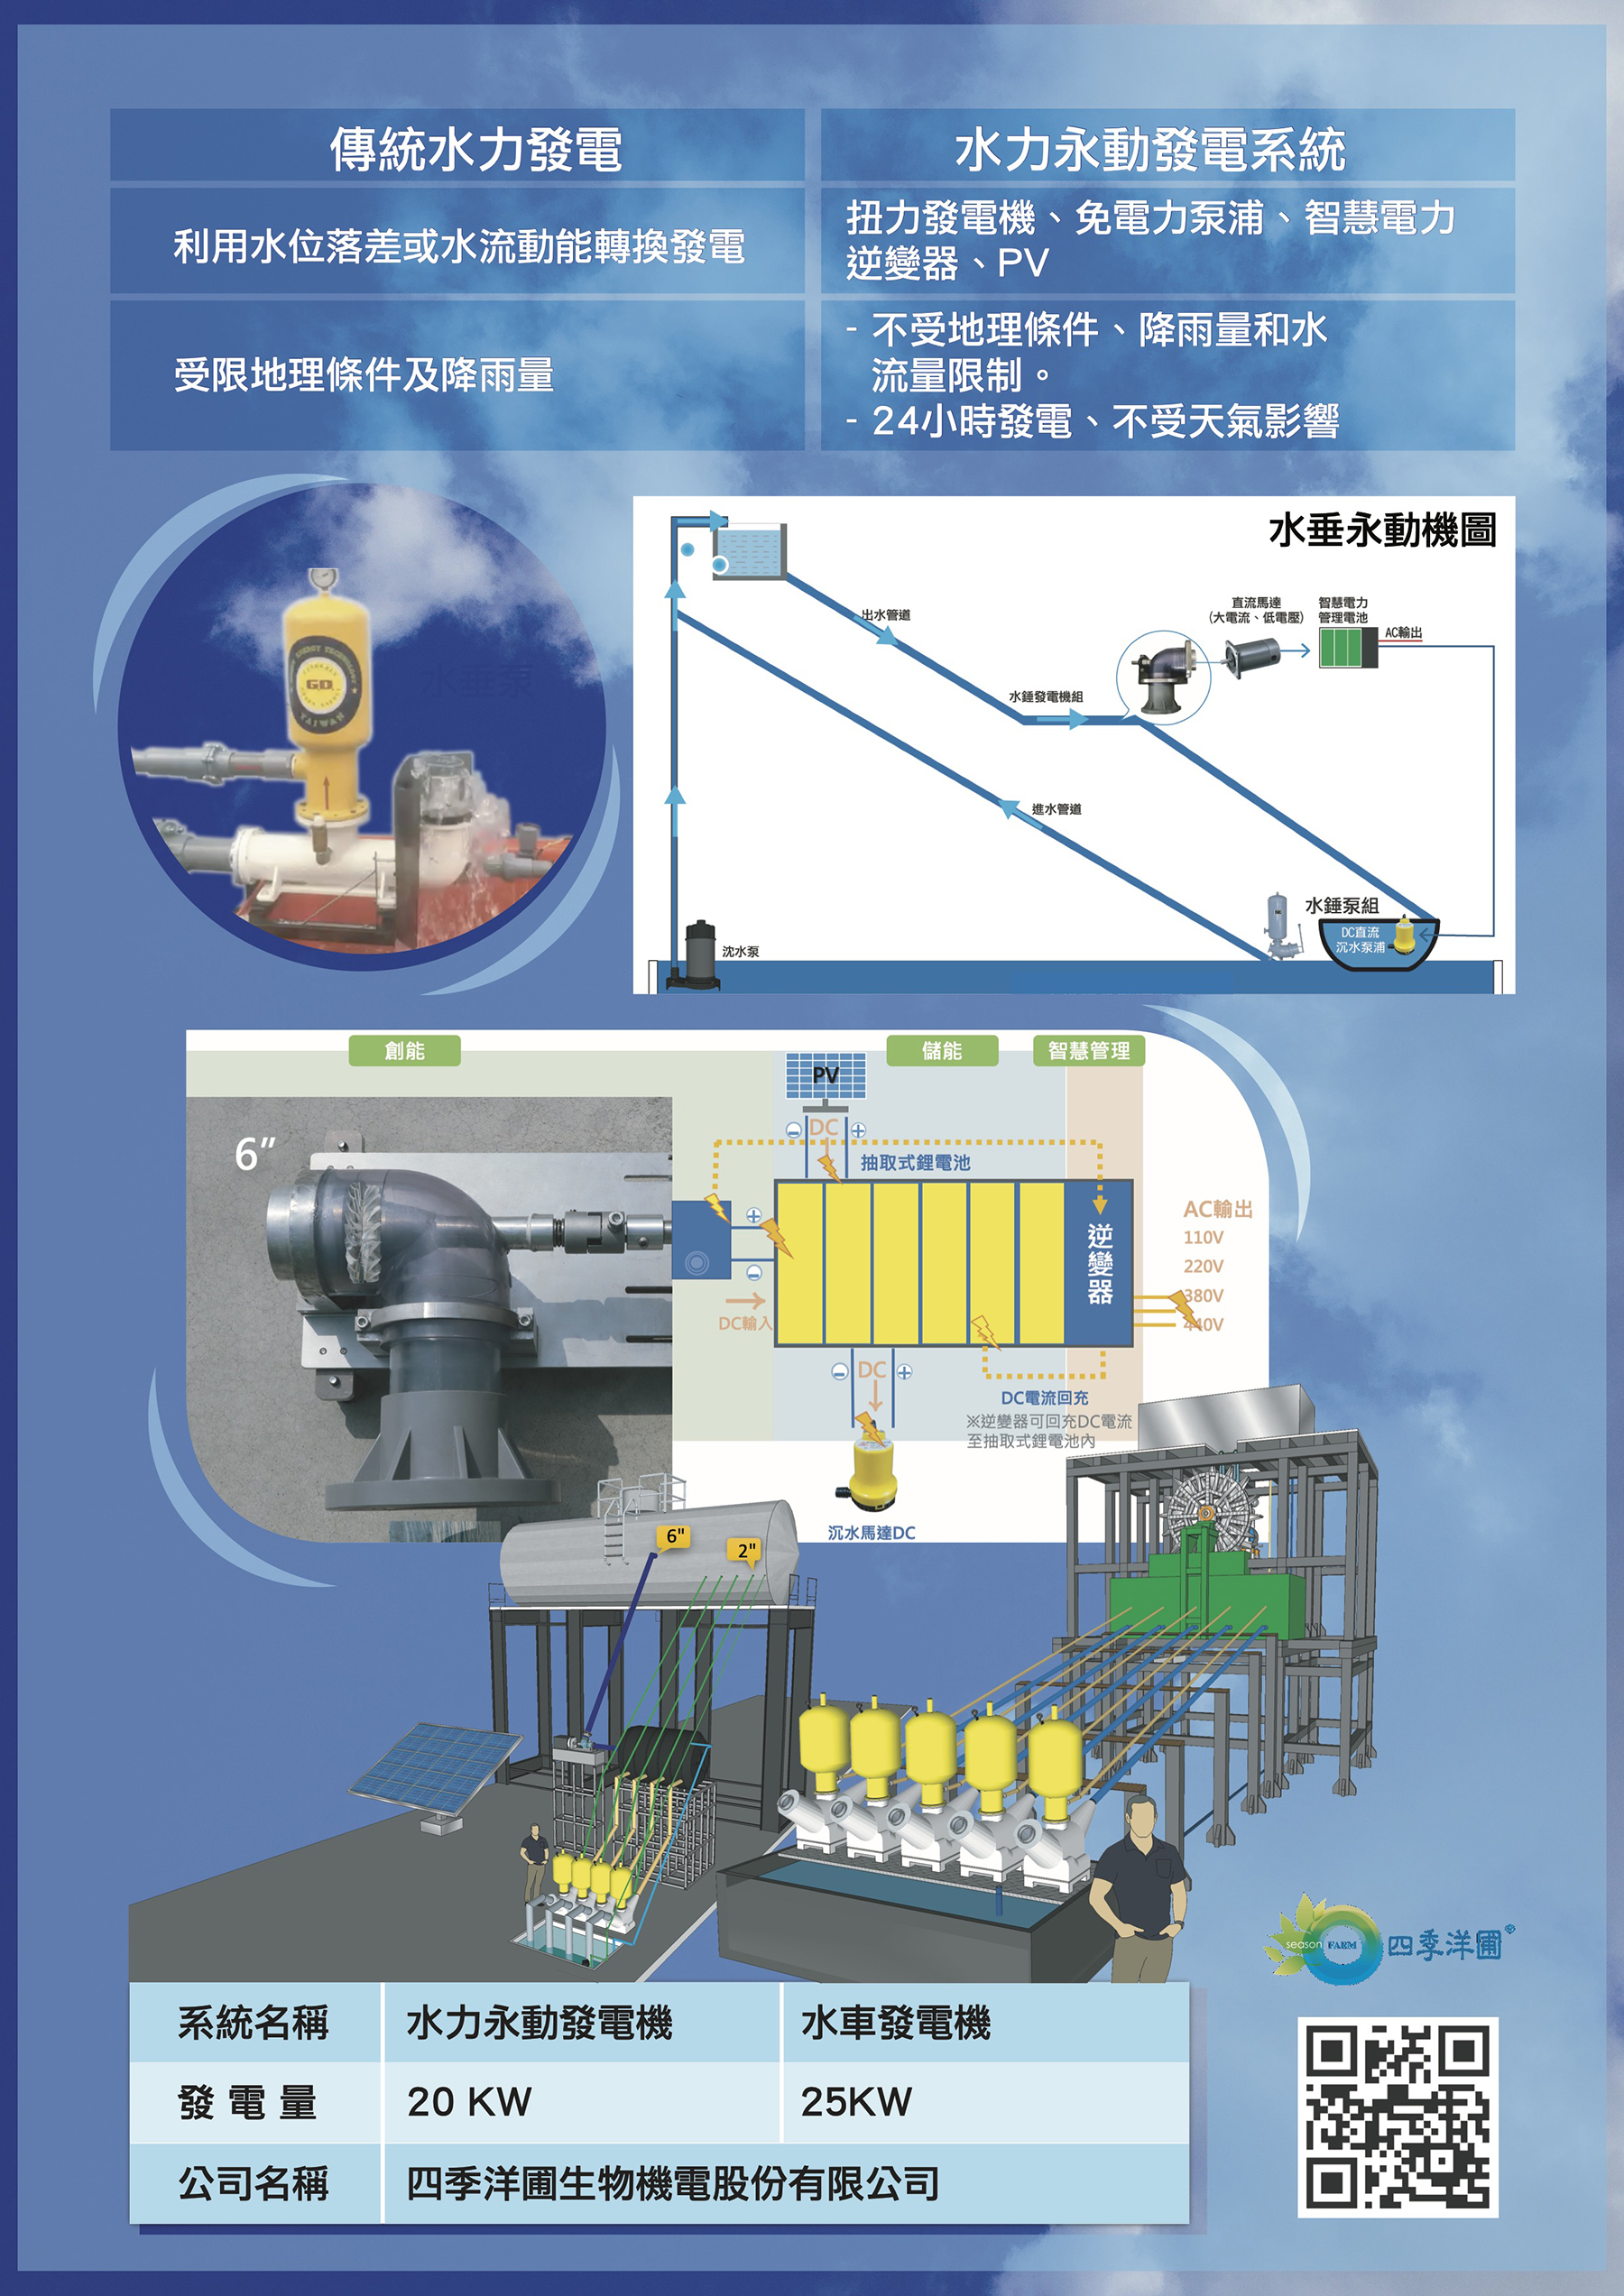 傳統水力發電
水力永動發電系統
利用水位落差或水流動能轉換發電
扭力發電機、免電力泵浦、智慧電力
逆變器、PV
受限地理條件及降雨量
- 不受地理條件、降雨量和水
流量限制。
- 24小時發電、不受天氣影響
水垂泵
ENERGY TECHNOLOGY
G.D.
TAIWAN
水垂永動機圖
出水管道
直流馬達
(大電流、低電壓)
智慧電力
管理電池
AC輸出
水錘發電機組
進水管道
水錘泵組
DC直流
沉水泵浦
沈水泵
創能
儲能
智慧管理
6"
PV
DC
抽取式鋰電池
逆變器
AC輸出
110V
220V
380V
440V
DC輸入
DC
DC電流回充
※逆變器可回充DC電流
至抽取式鋰電池內
沉水馬達DC
6"
2"
season FARM 四季洋圃®
系統名稱
水力永動發電機
水車發電機
發電量
20 KW
25KW
公司名稱
四季洋圃生物機電股份有限公司